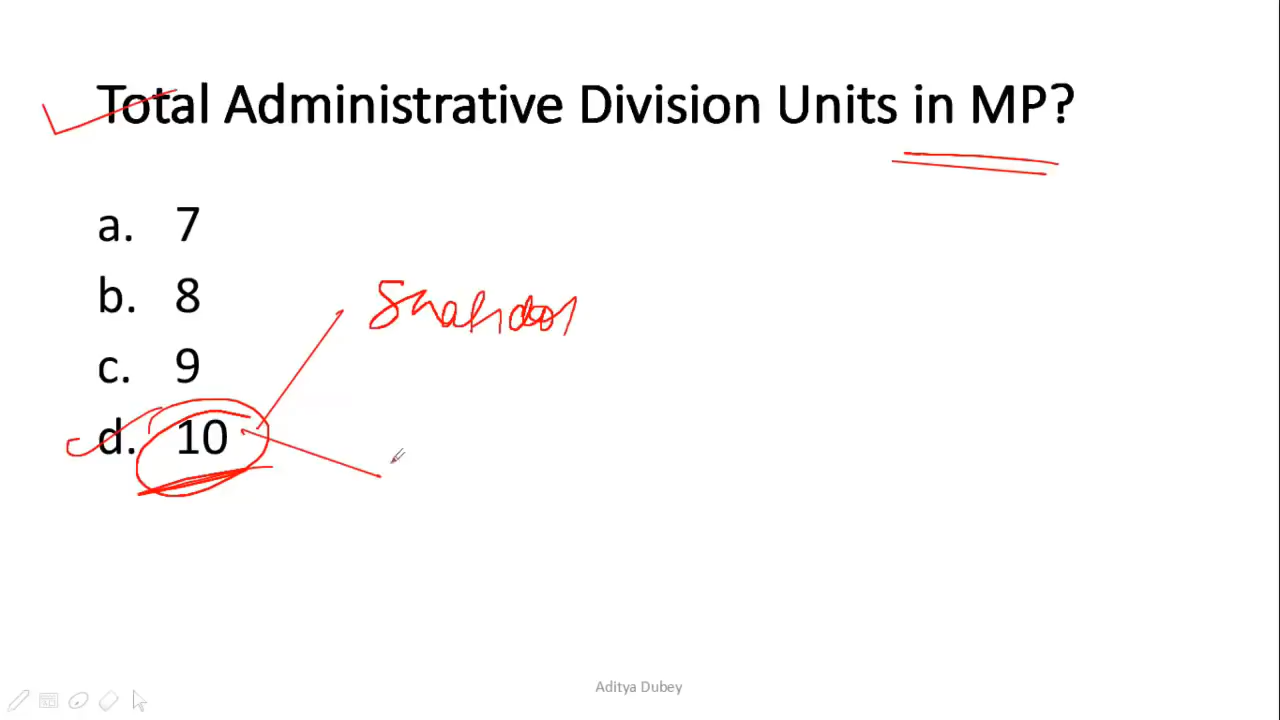 Total Administrative Division Units in MP?
a. 7
b. 8
Shahdol
c. 9
d. 10
Aditya Dubey